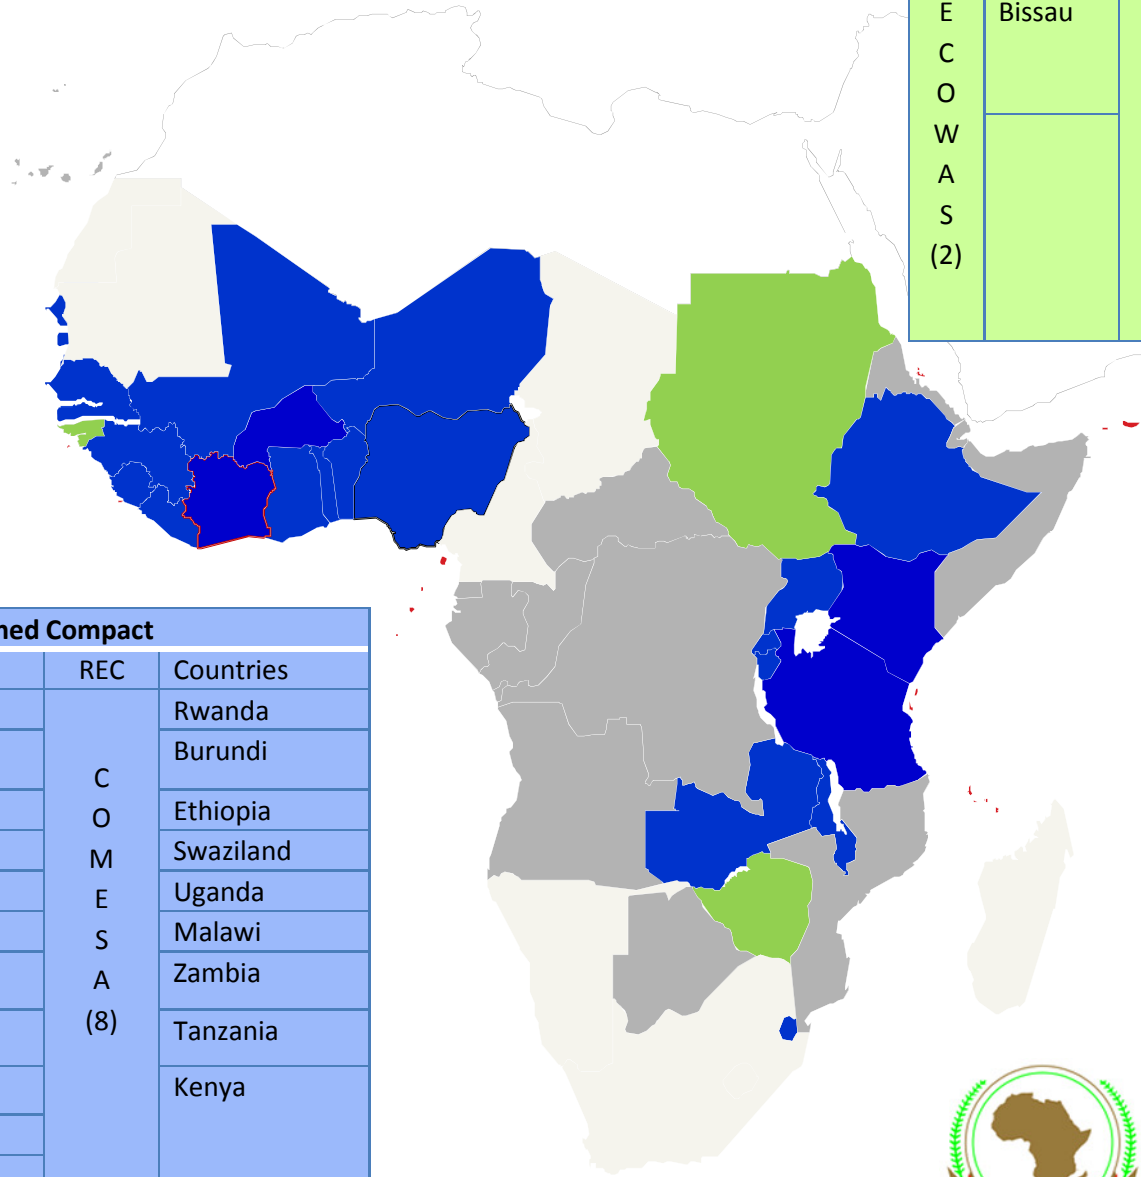 E
C
O
W
A
S
(2)
Bissau
ned Compact
REC
Countries
C
O
M
E
S
A
(8)
Rwanda
Burundi
Ethiopia
Swaziland
Uganda
Malawi
Zambia
Tanzania
Kenya